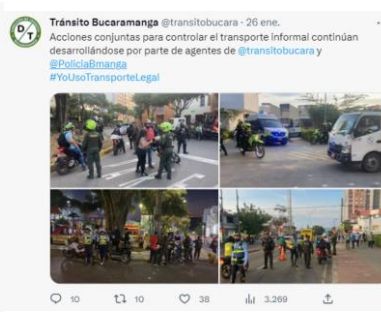 Tránsito Bucaramanga @transitobucara · 26 ene.
Acciones conjuntas para controlar el transporte informal continúan
desarrollándose por parte de agentes de @transitobucara y
@PoliciaBmanga
#YoUsoTransporteLegal
10 10 38 3.269